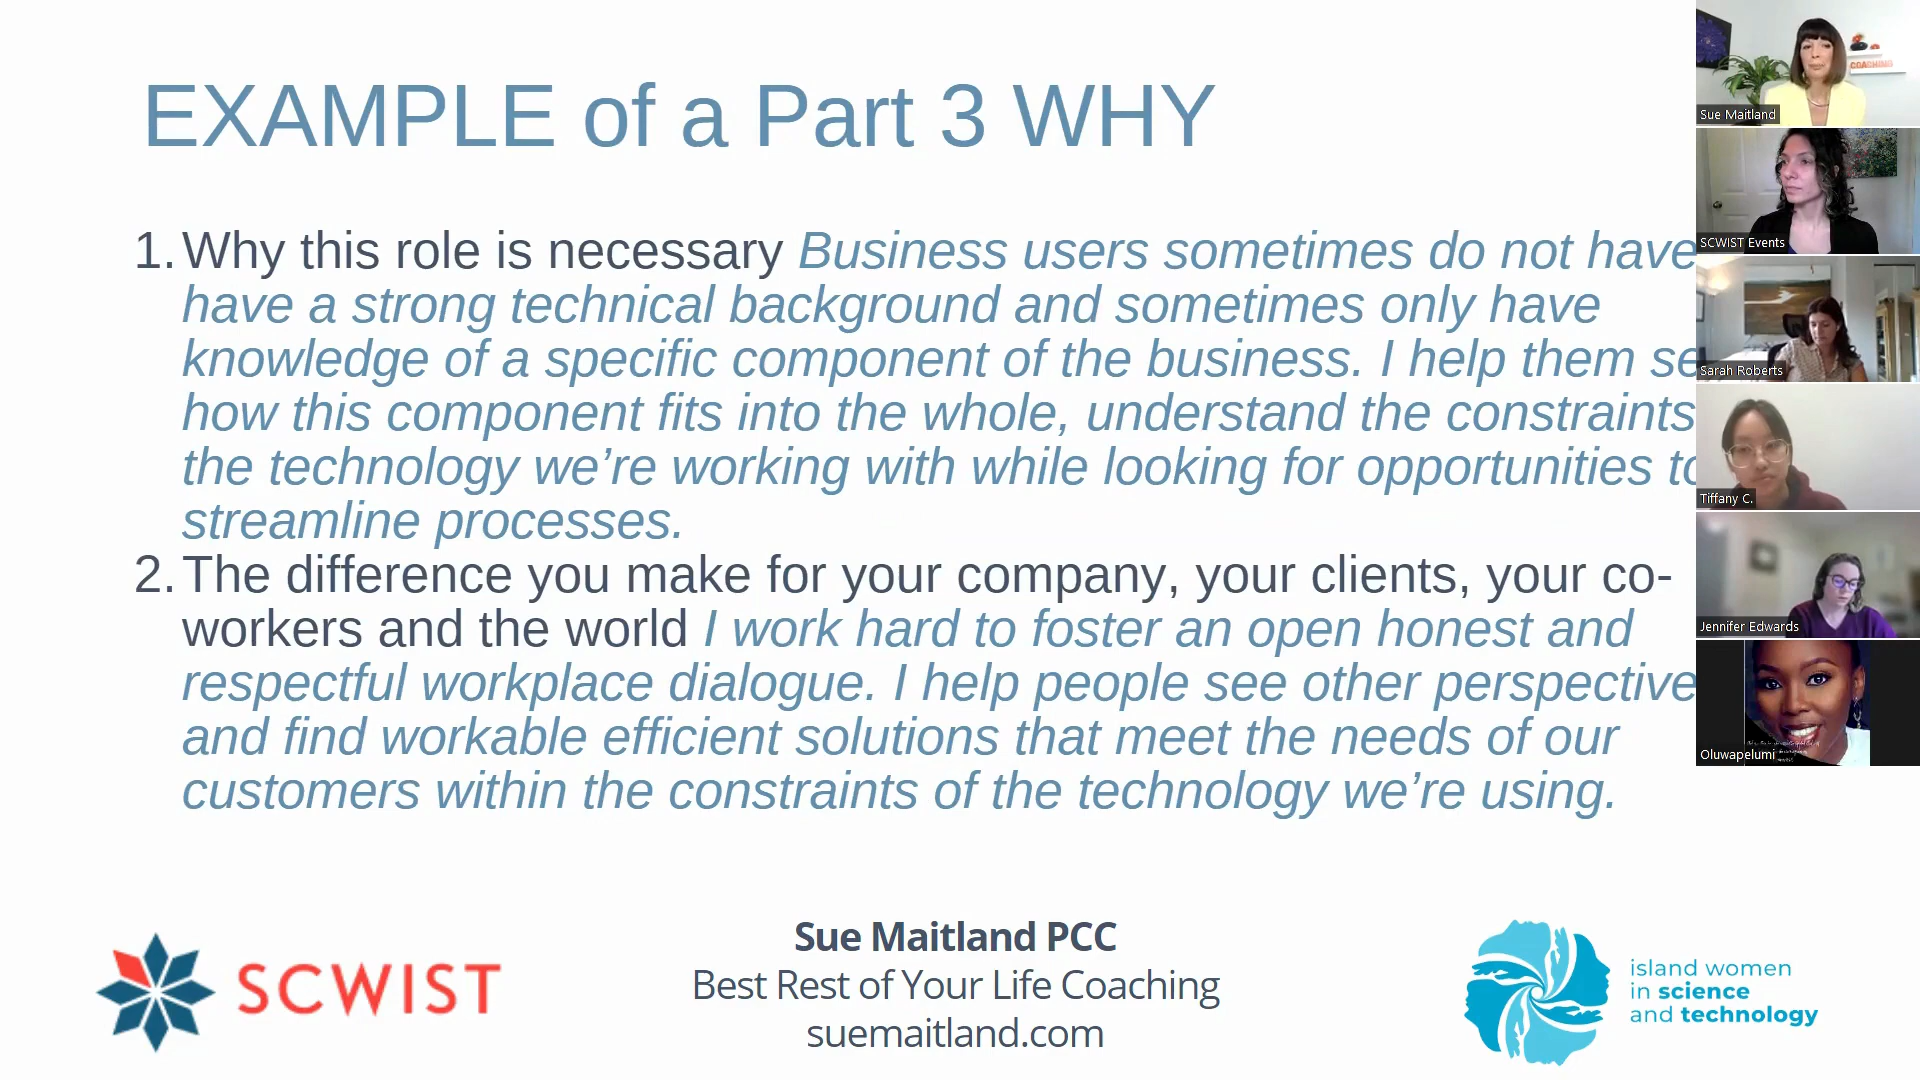 EXAMPLE of a Part 3 WHY
1. Why this role is necessary Business users sometimes do not have
have a strong technical background and sometimes only have
knowledge of a specific component of the business. I help them se
how this component fits into the whole, understand the constraints
the technology we’re working with while looking for opportunities to
streamline processes.
2. The difference you make for your company, your clients, your co-
workers and the world I work hard to foster an open honest and
respectful workplace dialogue. I help people see other perspective
and find workable efficient solutions that meet the needs of our
customers within the constraints of the technology we’re using.
SCWIST
Sue Maitland PCC
Best Rest of Your Life Coaching
suemaitland.com
island women
in science
and technology
COACHING
Sue Maitland
SCWIST Events
Sarah Roberts
Tiffany C.
Jennifer Edwards
Oluwapelumi